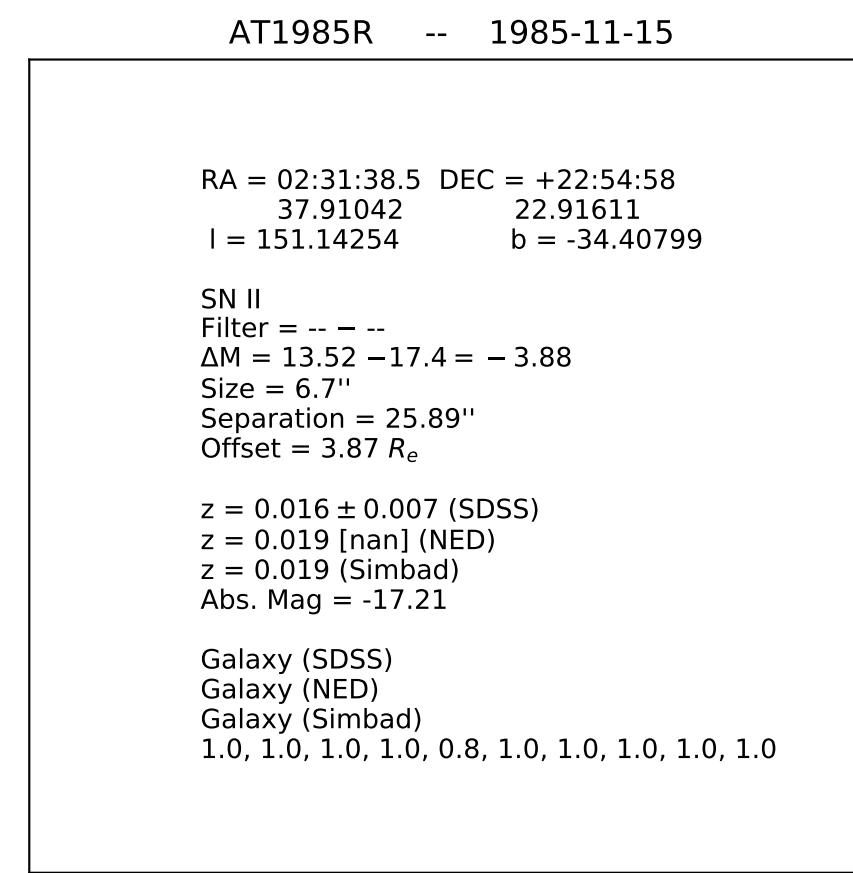 AT1985R -- 1985-11-15
RA = 02:31:38.5 DEC = +22:54:58
37.91042 22.91611
l = 151.14254 b = -34.40799
SN II
Filter = -- − --
ΔM = 13.52 −17.4 = −3.88
Size = 6.7''
Separation = 25.89''
Offset = 3.87 Rₑ
z = 0.016 ± 0.007 (SDSS)
z = 0.019 [nan] (NED)
z = 0.019 (Simbad)
Abs. Mag = -17.21
Galaxy (SDSS)
Galaxy (NED)
Galaxy (Simbad)
1.0, 1.0, 1.0, 1.0, 0.8, 1.0, 1.0, 1.0, 1.0, 1.0